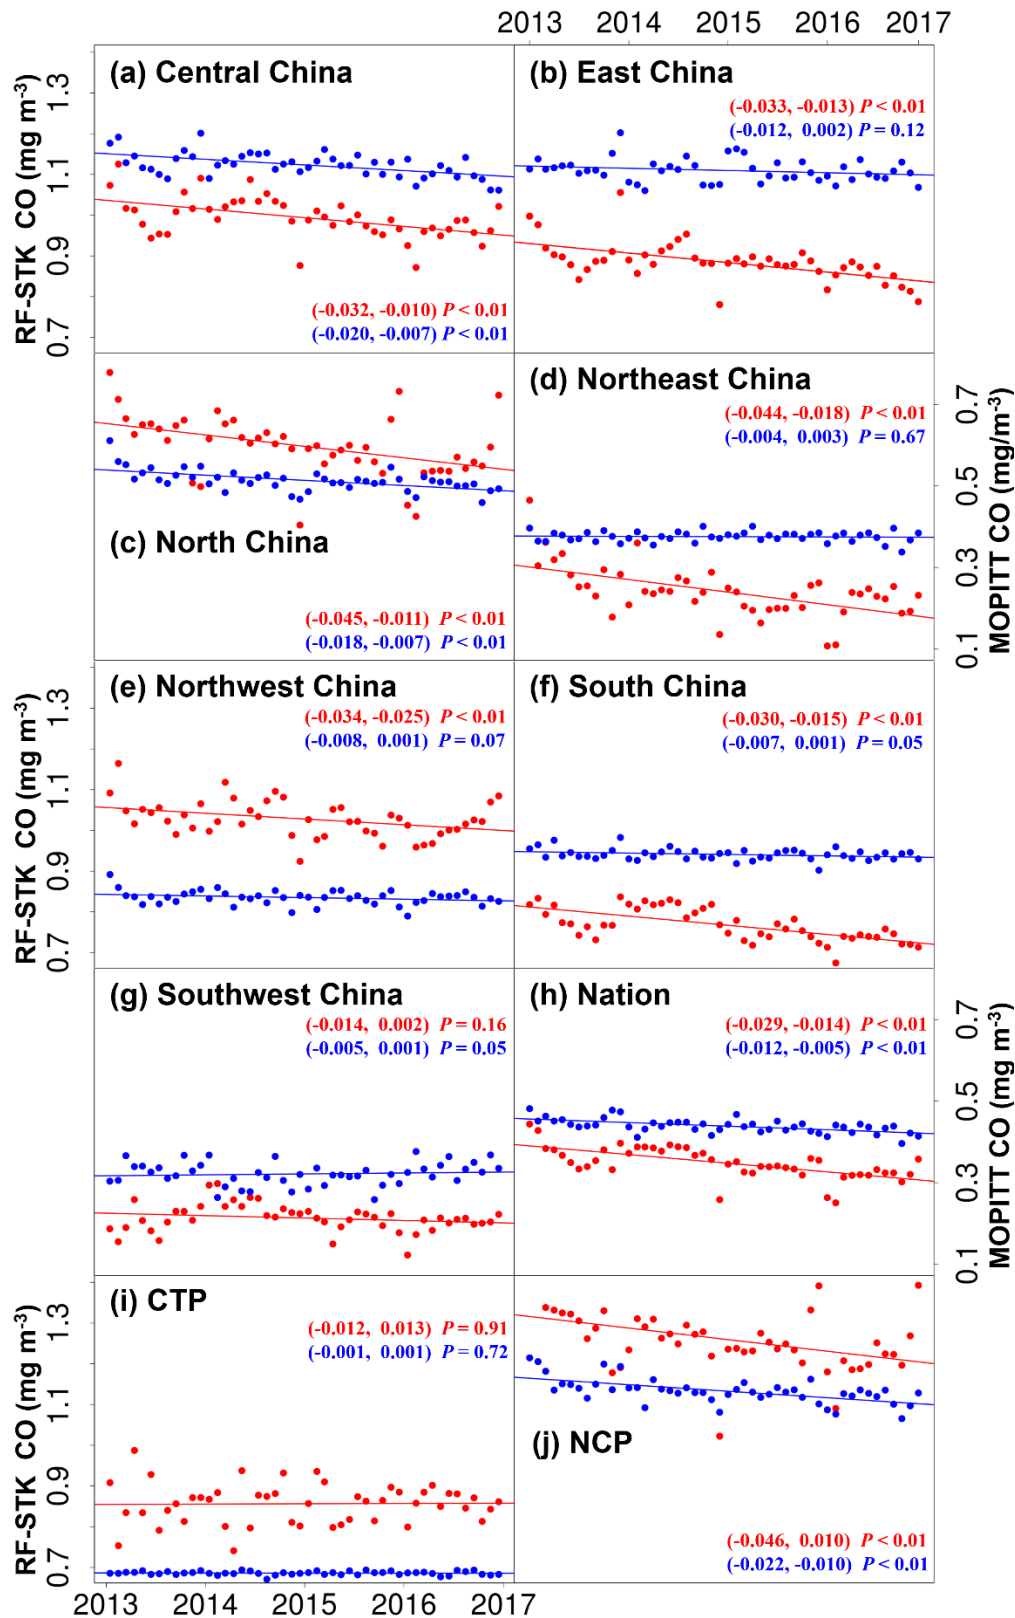 2013 2014 2015 2016 2017
(a) Central China
(b) East China
1.3
1.1
0.9
0.7
RF-STK CO (mg m-3)
(-0.033, -0.013) P < 0.01
(-0.012, 0.002) P = 0.12
(-0.032, -0.010) P < 0.01
(-0.020, -0.007) P < 0.01
(d) Northeast China
(-0.044, -0.018) P < 0.01
(-0.004, 0.003) P = 0.67
0.7
0.5
0.3
0.1
MOPITT CO (mg/m-3)
(c) North China
(-0.045, -0.011) P < 0.01
(-0.018, -0.007) P < 0.01
(e) Northwest China
(-0.034, -0.025) P < 0.01
(-0.008, 0.001) P = 0.07
1.3
1.1
0.9
0.7
RF-STK CO (mg m-3)
(f) South China
(-0.030, -0.015) P < 0.01
(-0.007, 0.001) P = 0.05
(g) Southwest China
(-0.014, 0.002) P = 0.16
(-0.005, 0.001) P = 0.05
(h) Nation
(-0.029, -0.014) P < 0.01
(-0.012, -0.005) P < 0.01
0.7
0.5
0.3
0.1
MOPITT CO (mg m-3)
(i) CTP
(-0.012, 0.013) P = 0.91
(-0.001, 0.001) P = 0.72
1.3
1.1
0.9
0.7
RF-STK CO (mg m-3)
(j) NCP
(-0.046, 0.010) P < 0.01
(-0.022, -0.010) P < 0.01
2013 2014 2015 2016 2017